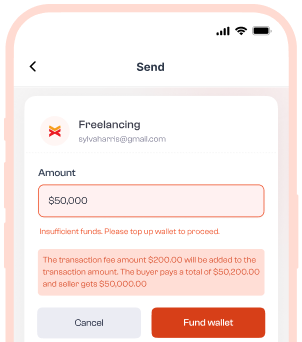 Send
Freelancing
sylvaharris@gmail.com
Amount
$50,000
Insufficient funds. Please top up wallet to proceed.
The transaction fee amount $200.00 will be added to the
transaction amount. The buyer pays a total of $50,200.00
and seller gets $50,000.00
Cancel
Fund wallet